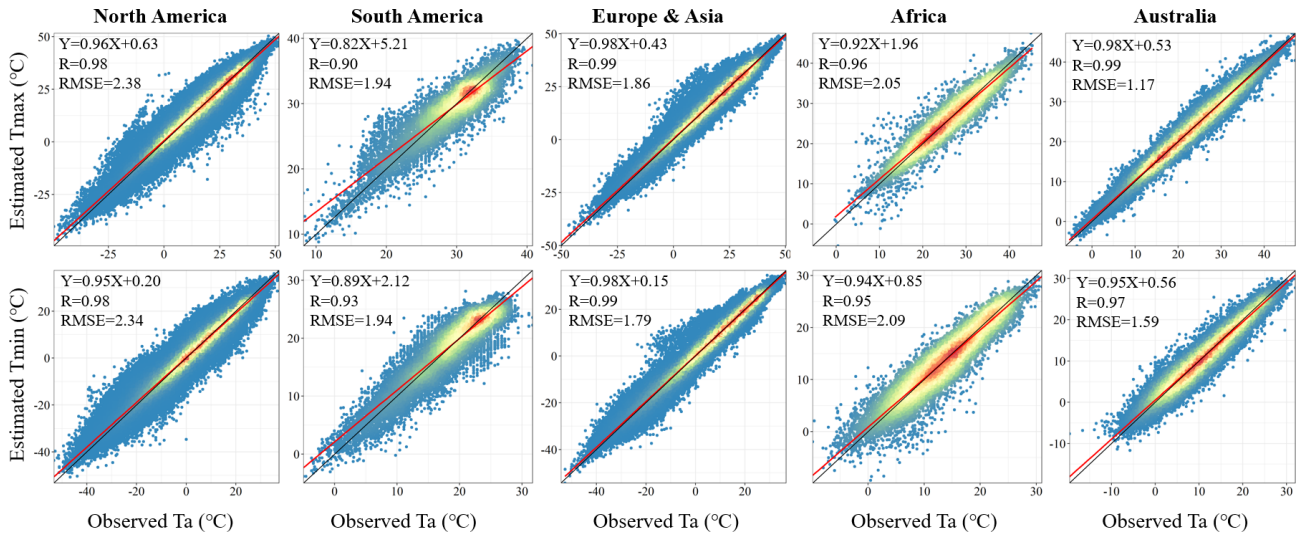 North America
South America
Europe & Asia
Africa
Australia
Estimated Tmax (℃)
Y=0.96X+0.63
R=0.98
RMSE=2.38
50
25
0
-25
-25
0
25
50
Y=0.82X+5.21
R=0.90
RMSE=1.94
40
30
20
10
10
20
30
40
Y=0.98X+0.43
R=0.99
RMSE=1.86
50
25
0
-25
-50
-50
-25
0
25
50
Y=0.92X+1.96
R=0.96
RMSE=2.05
40
30
20
10
0
0
10
20
30
40
Y=0.98X+0.53
R=0.99
RMSE=1.17
40
30
20
10
0
0
10
20
30
40
Estimated Tmin (℃)
Y=0.95X+0.20
R=0.98
RMSE=2.34
20
0
-20
-40
-40
-20
0
20
Y=0.89X+2.12
R=0.93
RMSE=1.94
30
20
10
0
0
10
20
30
Y=0.98X+0.15
R=0.99
RMSE=1.79
20
0
-20
-40
-40
-20
0
20
Y=0.94X+0.85
R=0.95
RMSE=2.09
30
20
10
0
0
10
20
30
Y=0.95X+0.56
R=0.97
RMSE=1.59
30
20
10
0
-10
-10
0
10
20
30
Observed Ta (℃)
Observed Ta (℃)
Observed Ta (℃)
Observed Ta (℃)
Observed Ta (℃)